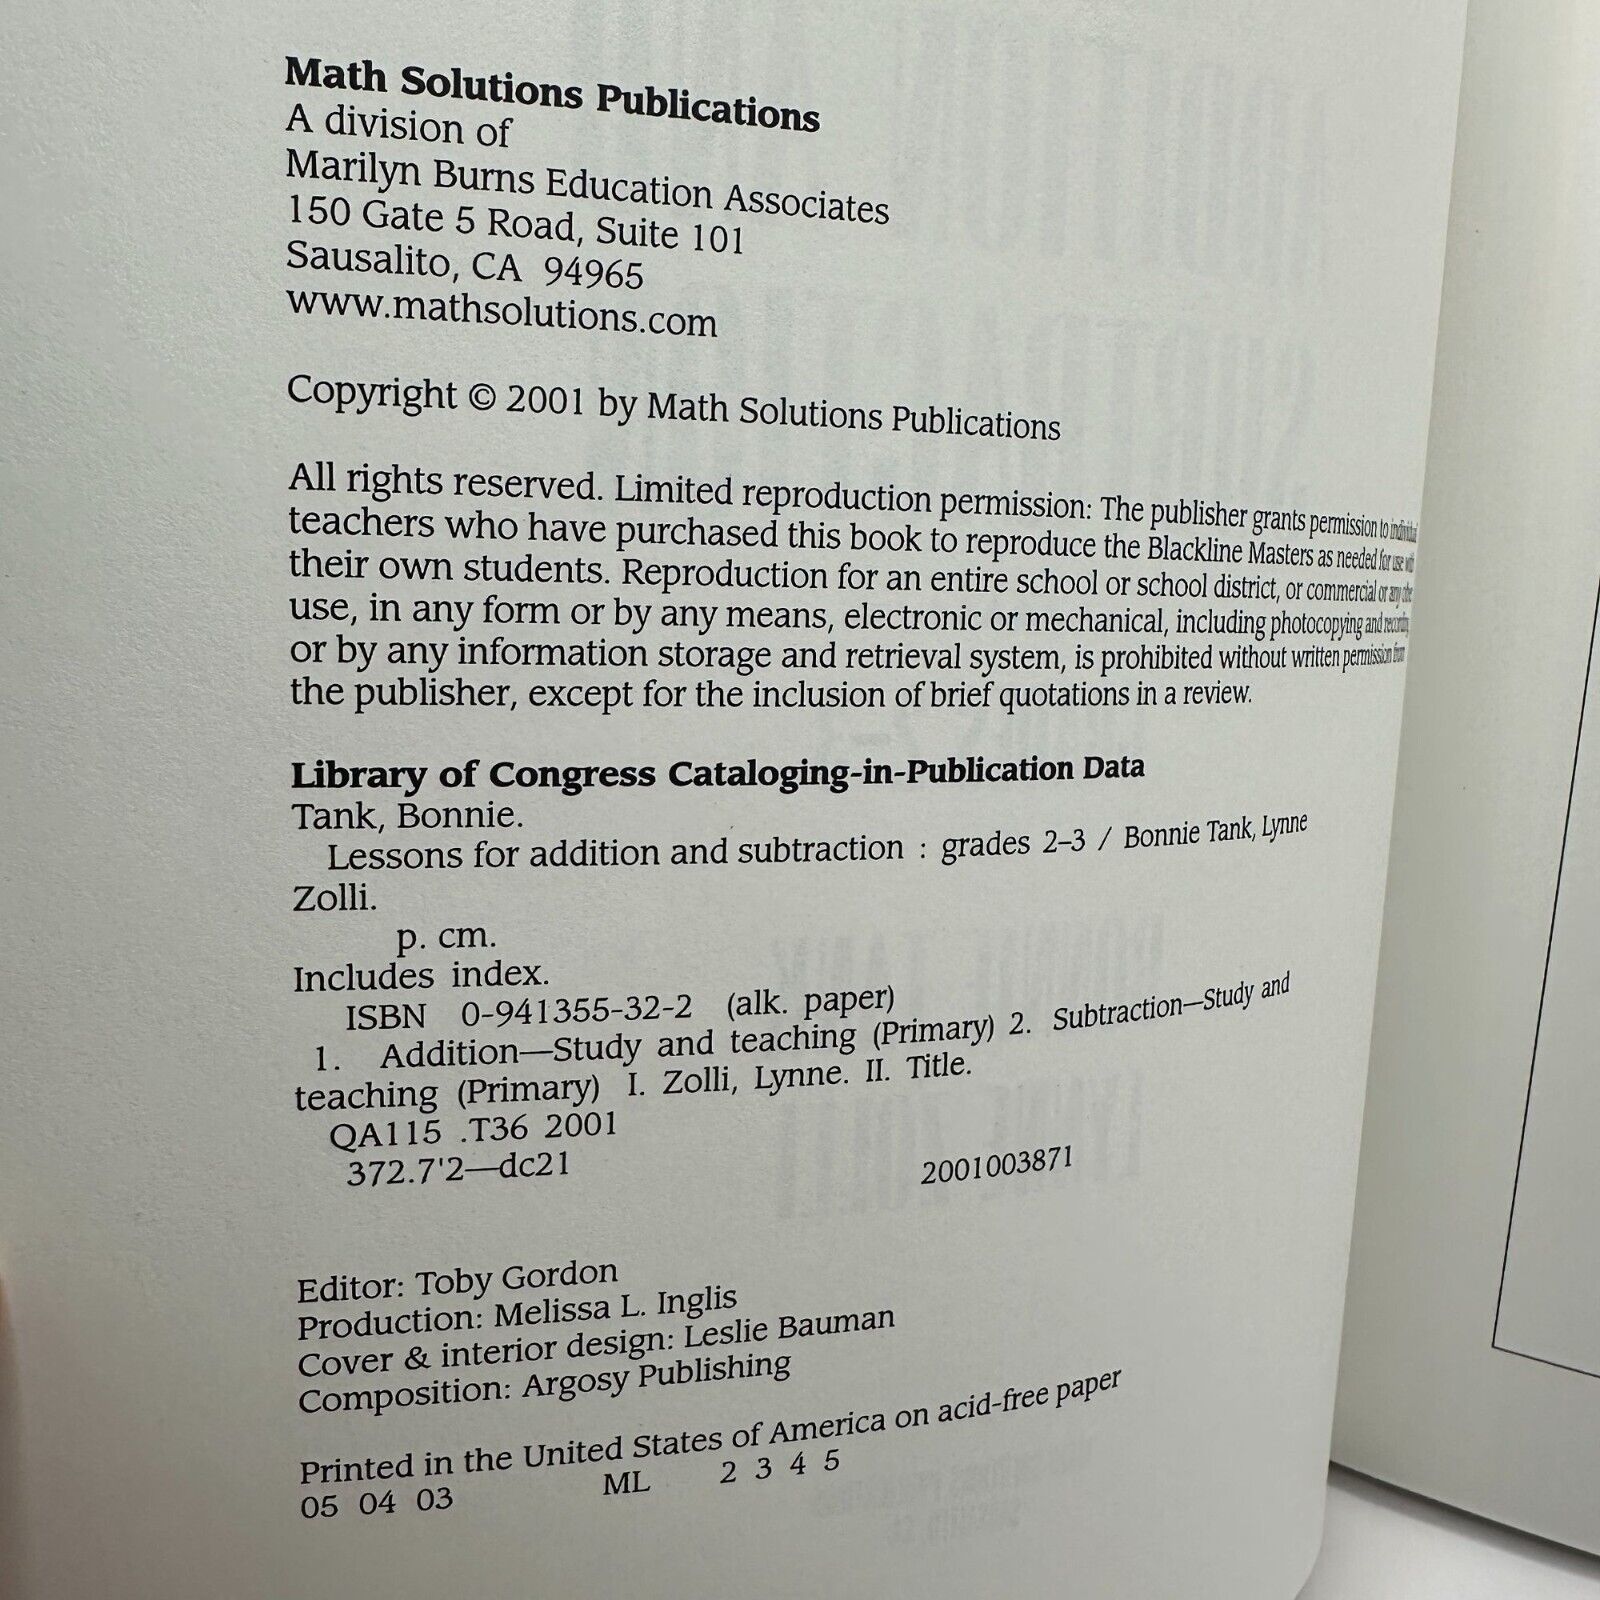 Math Solutions Publications
A division of
Marilyn Burns Education Associates
150 Gate 5 Road, Suite 101
Sausalito, CA 94965
www.mathsolutions.com
Copyright © 2001 by Math Solutions Publications
All rights reserved. Limited reproduction permission: The publisher grants permission to individual
teachers who have purchased this book to reproduce the Blackline Masters as needed for use with
their own students. Reproduction for an entire school or school district, or commercial or any other
use, in any form or by any means, electronic or mechanical, including photocopying and recording
or by any information storage and retrieval system, is prohibited without written permission from
the publisher, except for the inclusion of brief quotations in a review.
Library of Congress Cataloging-in-Publication Data
Tank, Bonnie.
Lessons for addition and subtraction : grades 2–3 / Bonnie Tank, Lynne
Zolli.
p. cm.
Includes index.
ISBN 0-941355-32-2 (alk. paper)
1. Addition—Study and teaching (Primary) 2. Subtraction—Study and
teaching (Primary) I. Zolli, Lynne. II. Title.
QA115 .T36 2001
372.7'2—dc21 2001003871
Editor: Toby Gordon
Production: Melissa L. Inglis
Cover & interior design: Leslie Bauman
Composition: Argosy Publishing
Printed in the United States of America on acid-free paper
05 04 03 ML 2 3 4 5